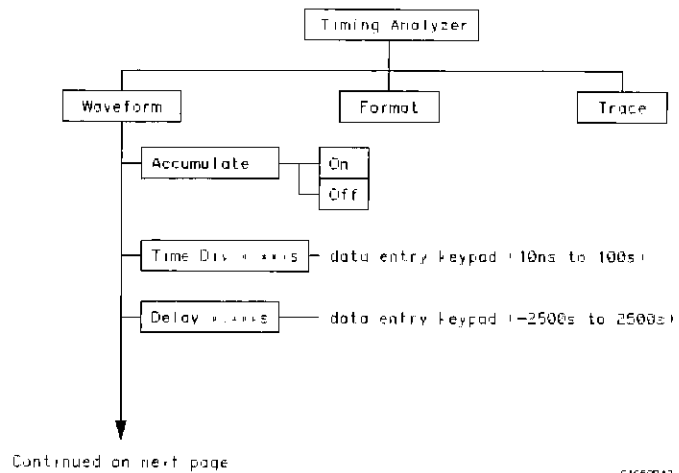 Timing Analyzer
Waveform
Format
Trace
Accumulate
On
Off
Time Div
data entry keypad (10ns to 100s)
Delay
data entry keypad (-2500s to 2500s)
Continued on next page